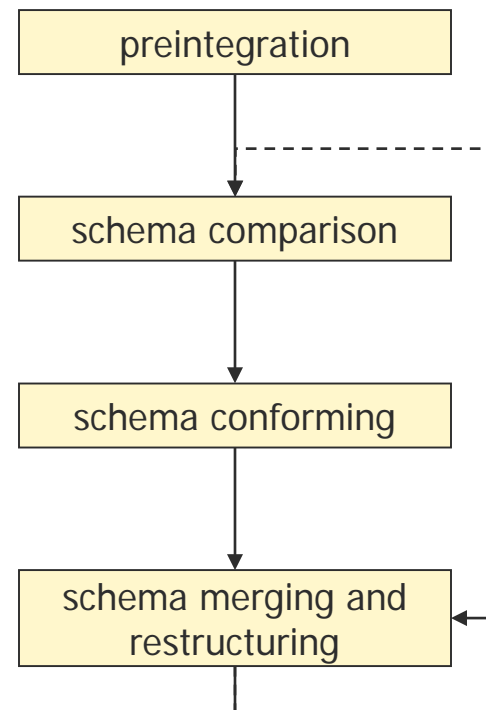 preintegration
schema comparison
schema conforming
schema merging and
restructuring